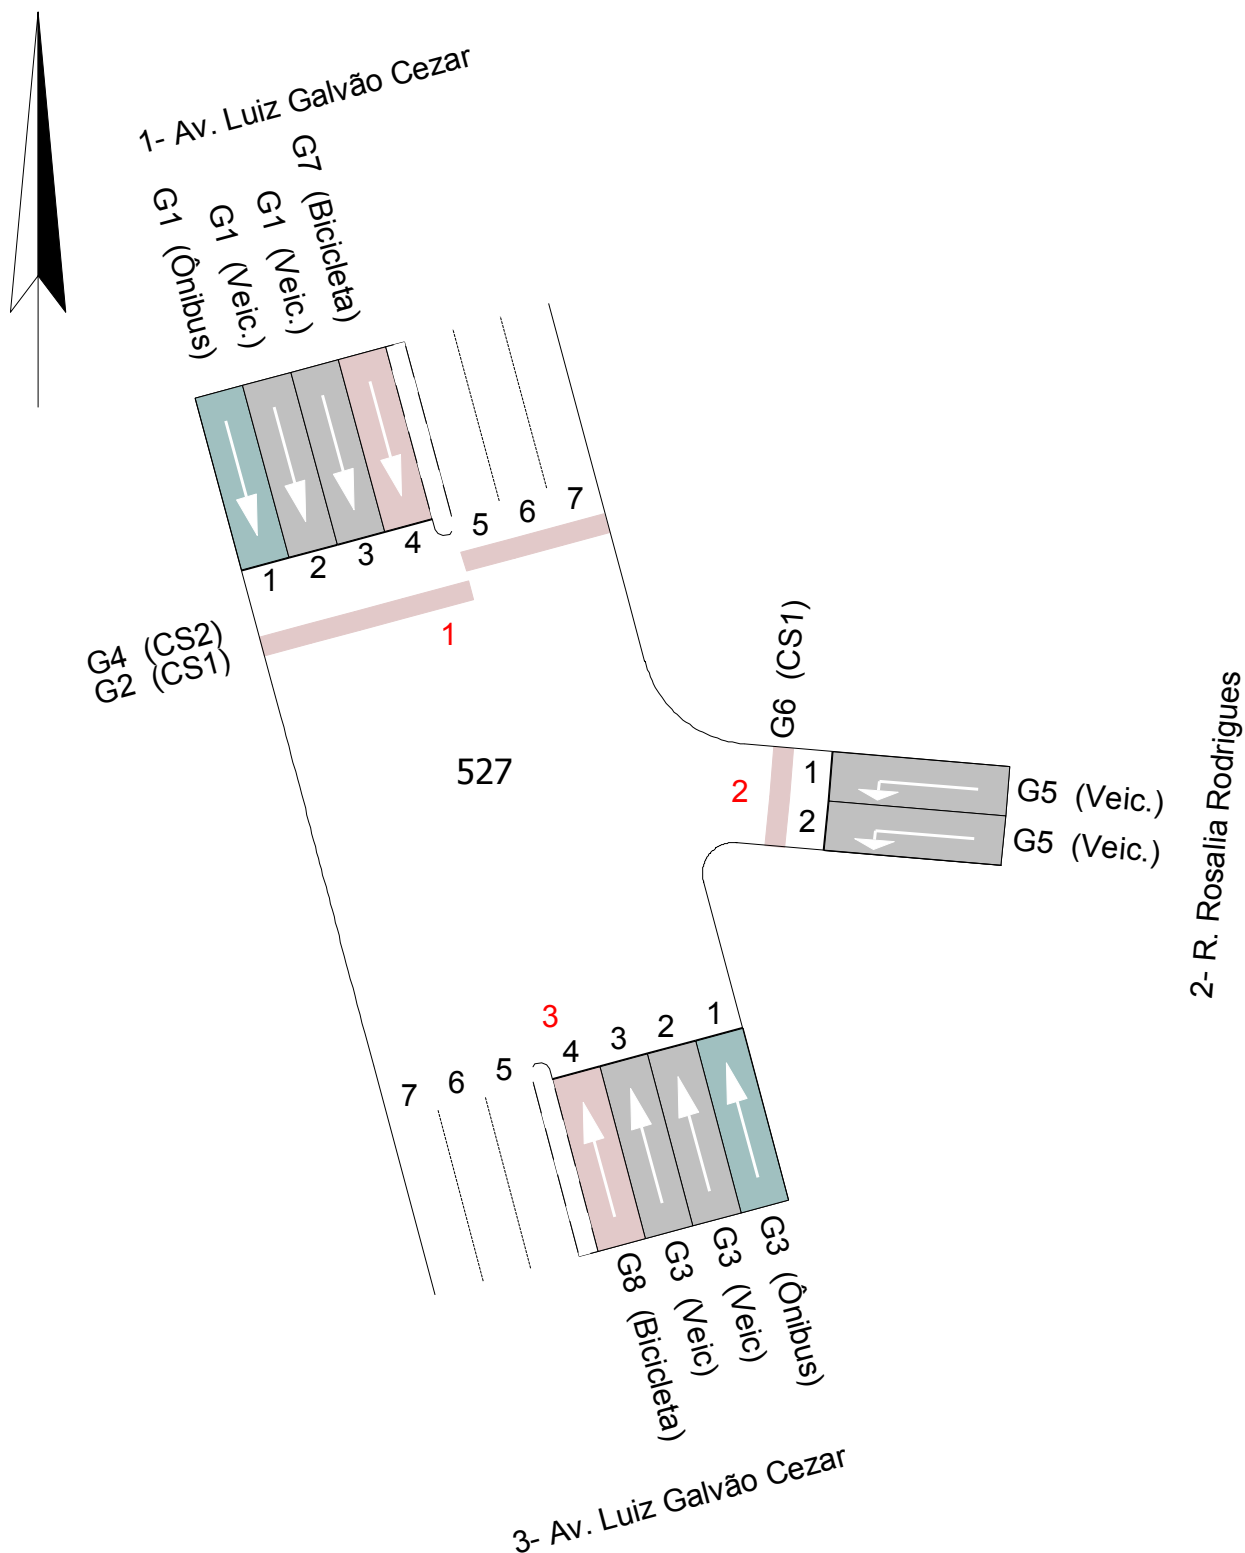 1- Av. Luiz Galvão Cezar
G1 (Ônibus)
G1 (Veic.)
G1 (Veic.)
G7 (Bicicleta)
1
2
3
4
5
6
7
G4 (CS2)
G2 (CS1)
1
527
G6 (CS1)
2
1
2
G5 (Veic.)
G5 (Veic.)
2- R. Rosalia Rodrigues
3
7
6
5
4
3
2
1
G8 (Bicicleta)
G3 (Veic)
G3 (Veic)
G3 (Ônibus)
3- Av. Luiz Galvão Cezar